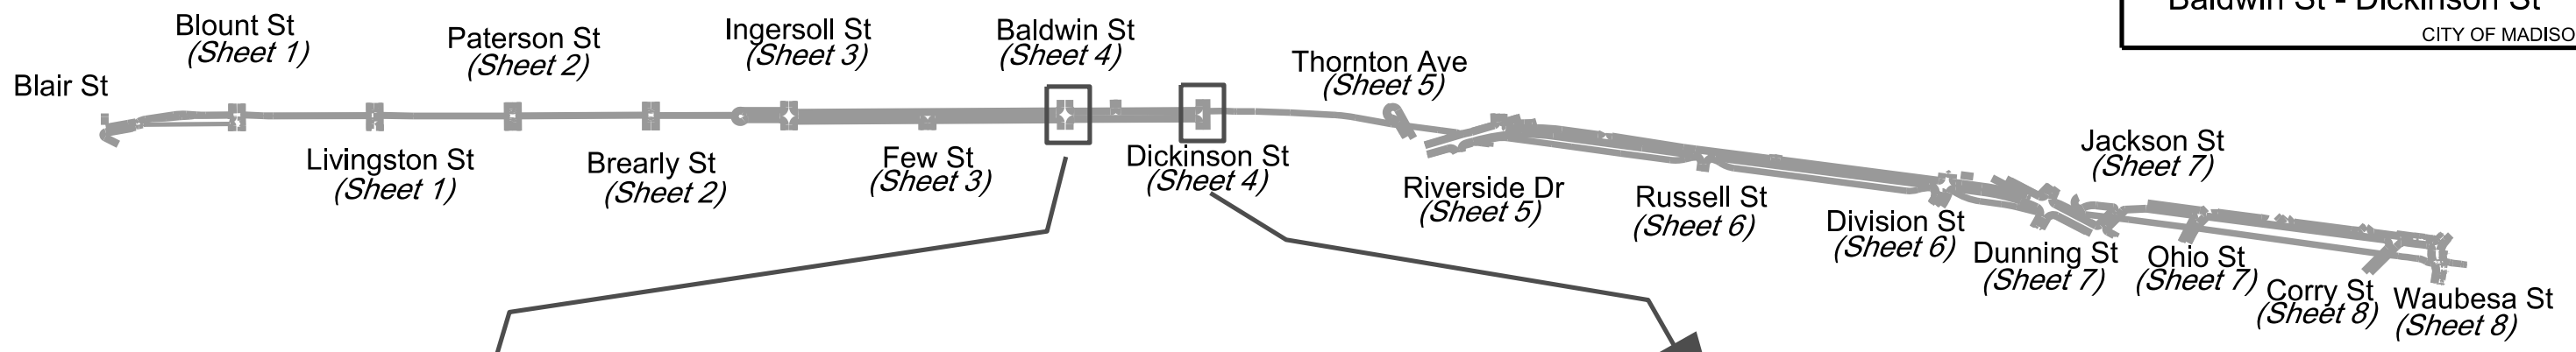 Baldwin St - Dickinson St
CITY OF MADISO
Blair St
Blount St
(Sheet 1)
Livingston St
(Sheet 1)
Paterson St
(Sheet 2)
Brearly St
(Sheet 2)
Ingersoll St
(Sheet 3)
Few St
(Sheet 3)
Baldwin St
(Sheet 4)
Dickinson St
(Sheet 4)
Thornton Ave
(Sheet 5)
Riverside Dr
(Sheet 5)
Russell St
(Sheet 6)
Division St
(Sheet 6)
Dunning St
(Sheet 7)
Jackson St
(Sheet 7)
Ohio St
(Sheet 7)
Corry St
(Sheet 8)
Waubesa St
(Sheet 8)